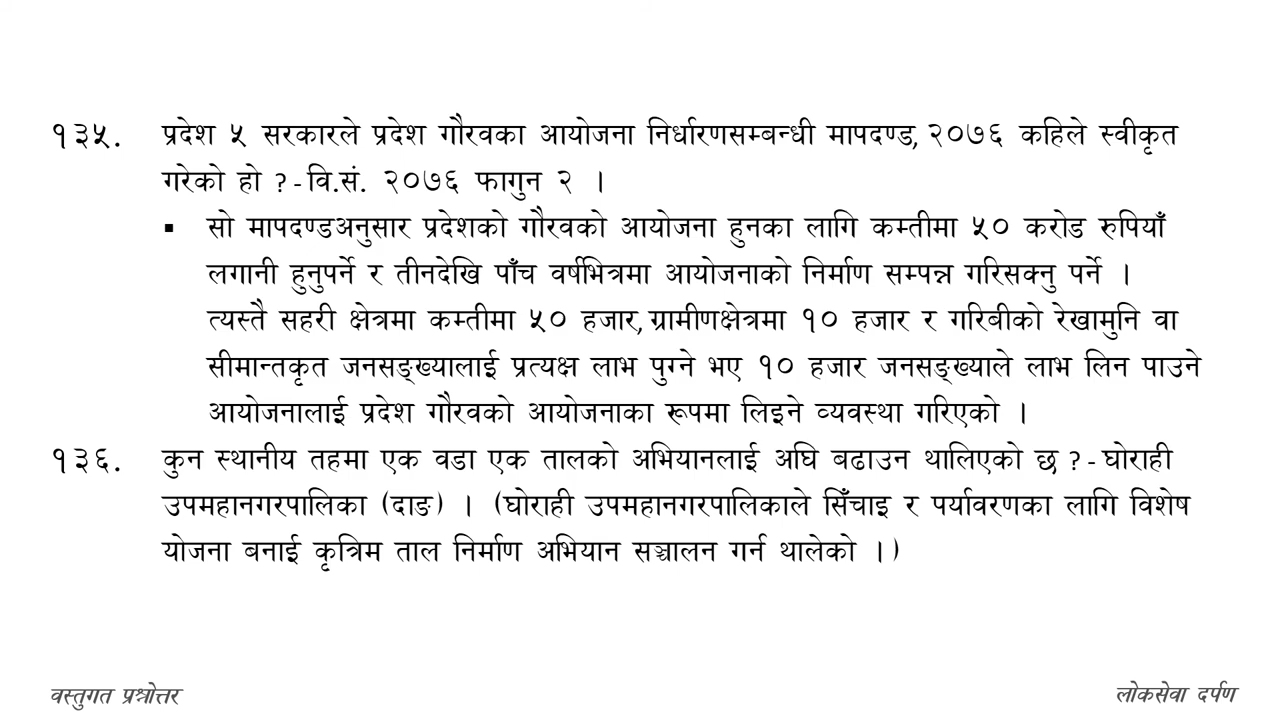 १३५. प्रदेश ५ सरकारले प्रदेश गौरवका आयोजना निर्धारणसम्बन्धी मापदण्ड, २०७६ कहिले स्वीकृत
गरेको हो ? - वि.सं. २०७६ फागुन २ ।
▪ सो मापदण्डअनुसार प्रदेशको गौरवको आयोजना हुनका लागि कम्तीमा ५० करोड रुपियाँ
लगानी हुनुपर्ने र तीनदेखि पाँच वर्षभित्रमा आयोजनाको निर्माण सम्पन्न गरिसक्नु पर्ने ।
त्यस्तै सहरी क्षेत्रमा कम्तीमा ५० हजार, ग्रामीणक्षेत्रमा १० हजार र गरिबीको रेखामुनि वा
सीमान्तकृत जनसङ्ख्यालाई प्रत्यक्ष लाभ पुग्ने भए १० हजार जनसङ्ख्याले लाभ लिन पाउने
आयोजनालाई प्रदेश गौरवको आयोजनाका रूपमा लिइने व्यवस्था गरिएको ।
१३६. कुन स्थानीय तहमा एक वडा एक तालको अभियानलाई अघि बढाउन थालिएको छ ? - घोराही
उपमहानगरपालिका (दाङ) । (घोराही उपमहानगरपालिकाले सिँचाइ र पर्यावरणका लागि विशेष
योजना बनाई कृत्रिम ताल निर्माण अभियान सञ्चालन गर्न थालेको ।)
वस्तुगत प्रश्नोत्तर
लोकसेवा दर्पण